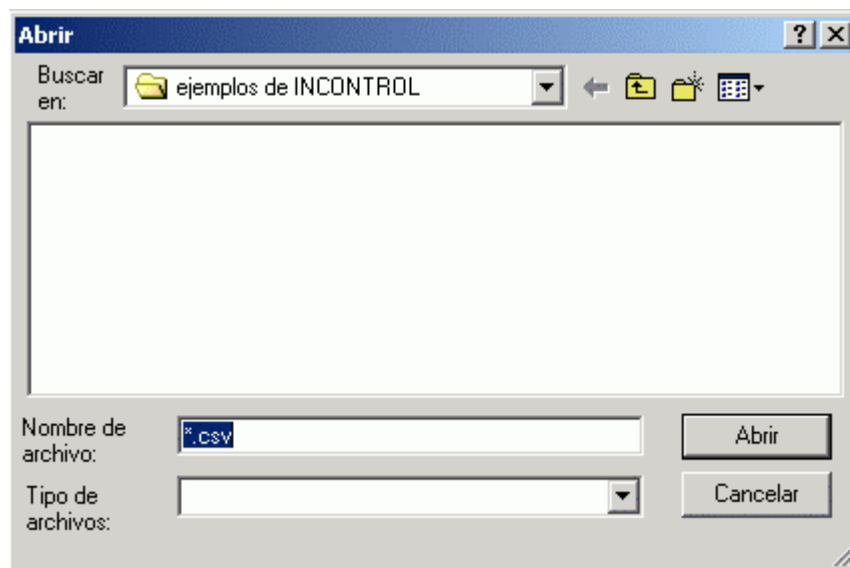 Abrir
Buscar
en:
ejemplos de INCONTROL
Nombre de
archivo:
*.csv
Abrir
Tipo de
archivos:
Cancelar